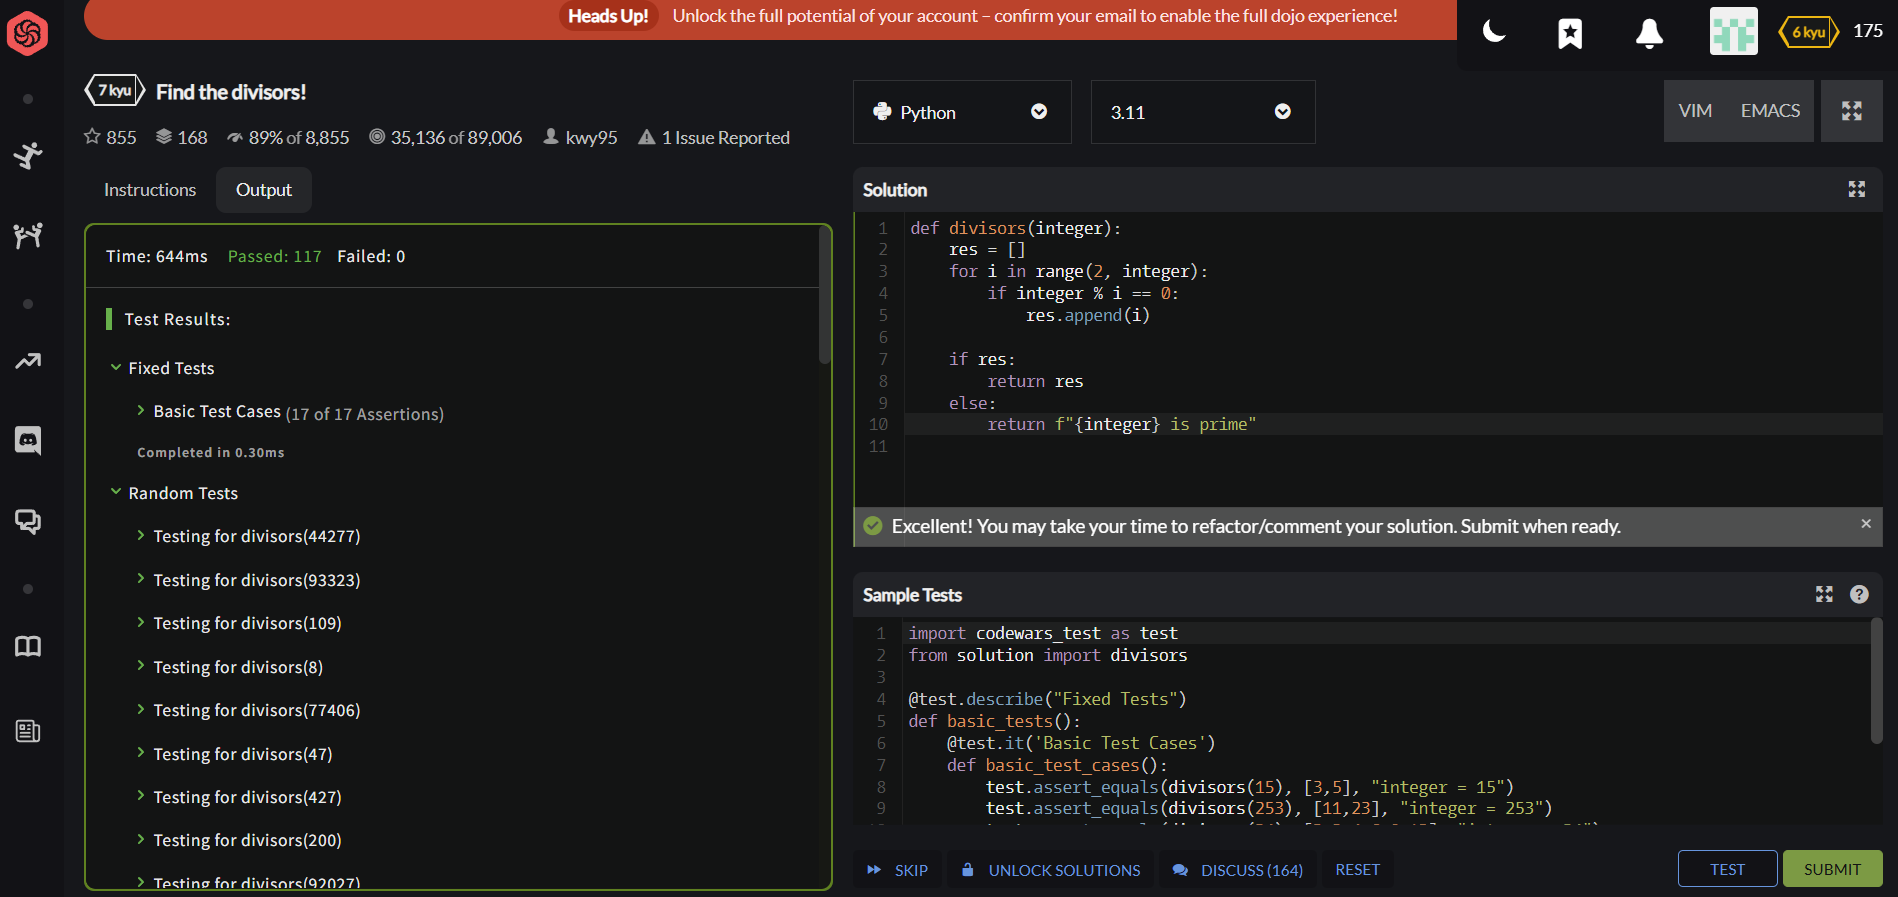 Heads Up! Unlock the full potential of your account – confirm your email to enable the full dojo experience!
6 kyu 175
7 kyu Find the divisors!
855 168 89% of 8,855 35,136 of 89,006 kwy95 1 Issue Reported
Instructions Output
Time: 644ms Passed: 117 Failed: 0
Test Results:
Fixed Tests
Basic Test Cases (17 of 17 Assertions)
Completed in 0.30ms
Random Tests
Testing for divisors(44277)
Testing for divisors(93323)
Testing for divisors(109)
Testing for divisors(8)
Testing for divisors(77406)
Testing for divisors(47)
Testing for divisors(427)
Testing for divisors(200)
Testing for divisors(92027)
Python 3.11 VIM EMACS
Solution
1 def divisors(integer):
2 res = []
3 for i in range(2, integer):
4 if integer % i == 0:
5 res.append(i)
6
7 if res:
8 return res
9 else:
10 return f"{integer} is prime"
11
Excellent! You may take your time to refactor/comment your solution. Submit when ready. ×
Sample Tests ?
1 import codewars_test as test
2 from solution import divisors
3
4 @test.describe("Fixed Tests")
5 def basic_tests():
6 @test.it('Basic Test Cases')
7 def basic_test_cases():
8 test.assert_equals(divisors(15), [3,5], "integer = 15")
9 test.assert_equals(divisors(253), [11,23], "integer = 253")
SKIP UNLOCK SOLUTIONS DISCUSS (164) RESET TEST SUBMIT